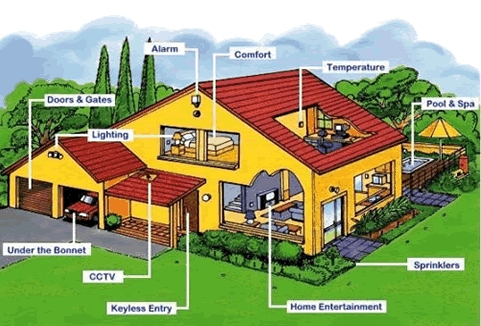 Alarm
Comfort
Temperature
Doors & Gates
Pool & Spa
Lighting
Under the Bonnet
Sprinklers
CCTV
Keyless Entry
Home Entertainment